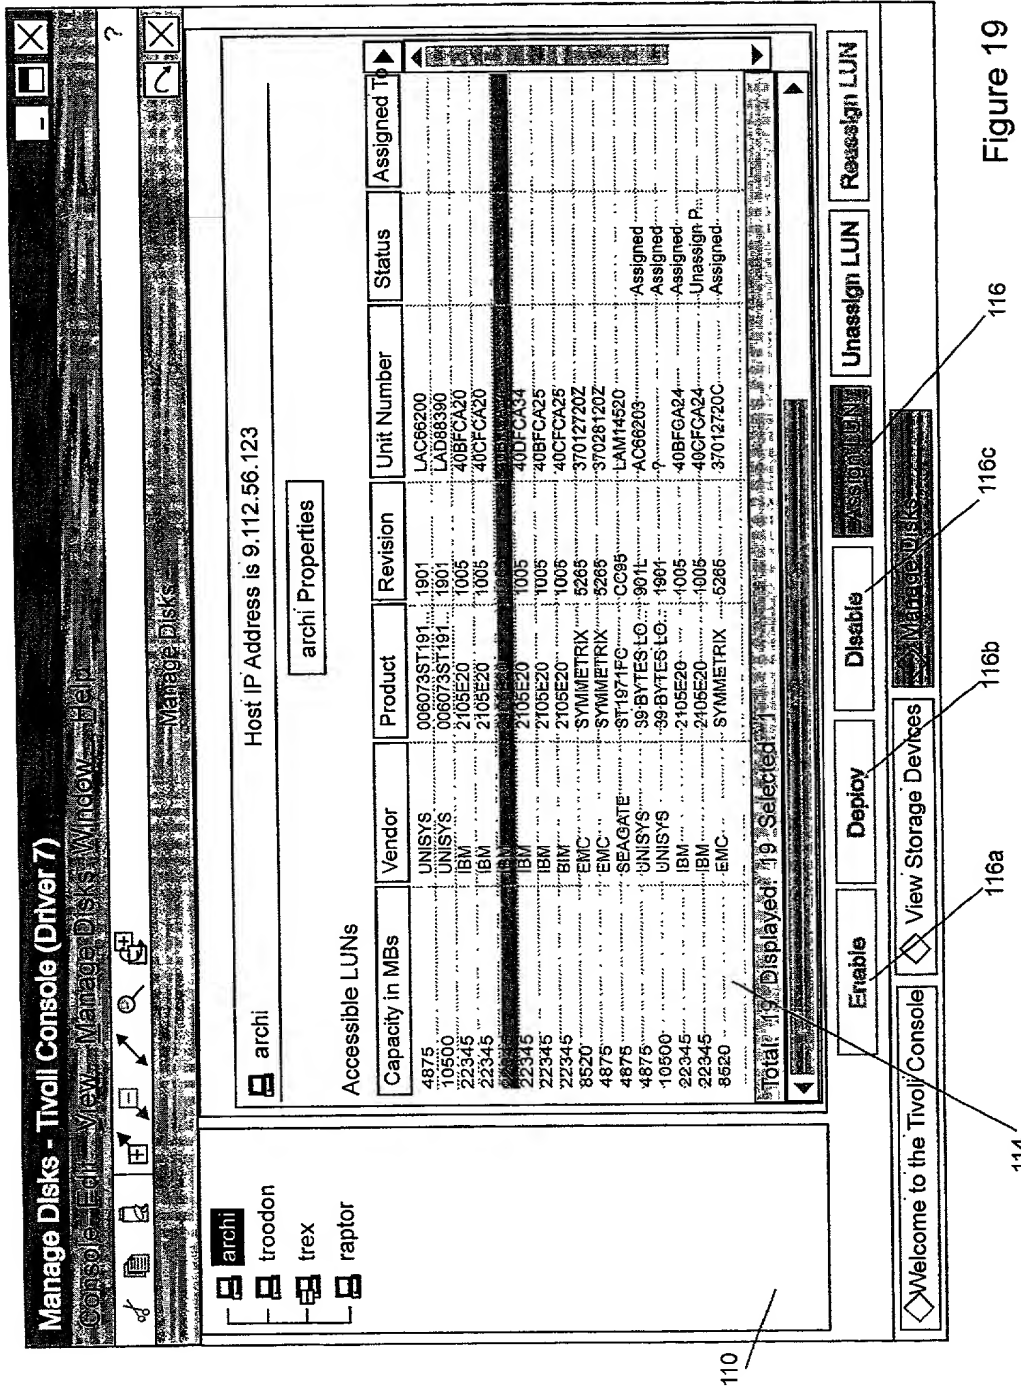 Manage Disks - Tivoli Console (Driver 7)
Console Edit View Manage Disks Window Help ?
Manage Disks
archi
troodon
trex
raptor
archi Host IP Address is 9.112.56.123
archi Properties
Accessible LUNs
Capacity in MBs Vendor Product Revision Unit Number Status Assigned To
4875 UNISYS 006073ST191... 1901 LAC66200
10500 UNISYS 006073ST191... 1901 LAD88390
22345 IBM 2105E20 1005 40BFCA20
22345 IBM 2105E20 1005 40CFCA20
22345 IBM 2105E20 1005 40DFCA34
22345 IBM 2105E20 1005 40BFCA25
22345 BIM 2105E20 1005 40CFCA25
8520 EMC SYMMETRIX 5265 37012720Z
4875 EMC SYMMETRIX 5265 37028120Z
4875 SEAGATE ST1971FC CC95 LAM14520
4875 UNISYS 39 BYTES LO... 901L AC66203 Assigned
10500 UNISYS 39 BYTES LO... 1901 ? Assigned
22345 IBM 2105E20 1005 40BFGA24 Assigned
22345 IBM 2105E20 1005 40CFCA24 Unassign P...
8520 EMC SYMMETRIX 5265 37012720C Assigned
Total: 19 Displayed: 19 Selected: 1
Enable Deploy Disable Assign LUN Unassign LUN Reassign LUN
Welcome to the Tivoli Console View Storage Devices Manage Disks
110
114
116a
116b
116c
116
Figure 19